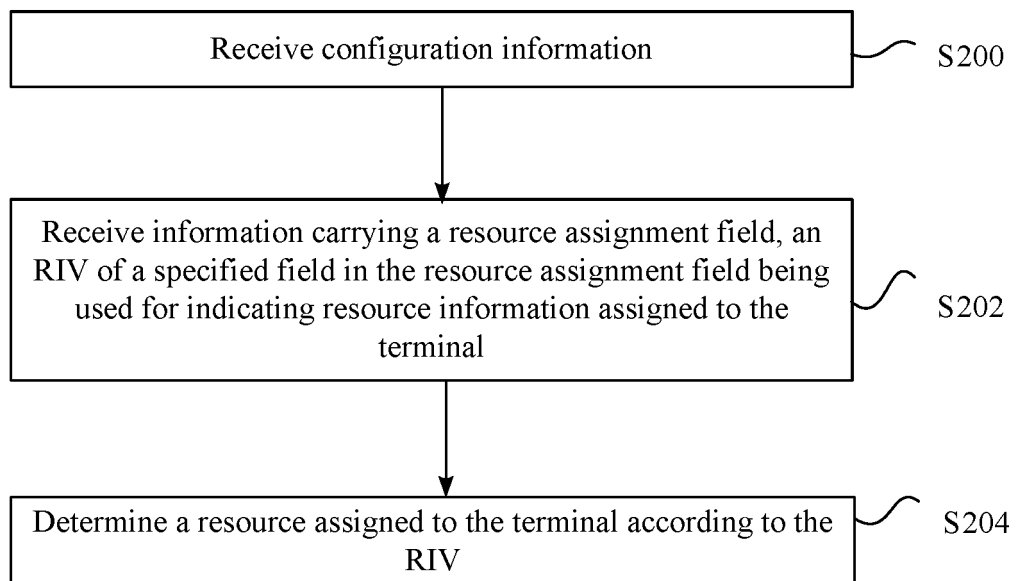 Receive configuration information
S200
Receive information carrying a resource assignment field, an
RIV of a specified field in the resource assignment field being
used for indicating resource information assigned to the
terminal
S202
Determine a resource assigned to the terminal according to the
RIV
S204